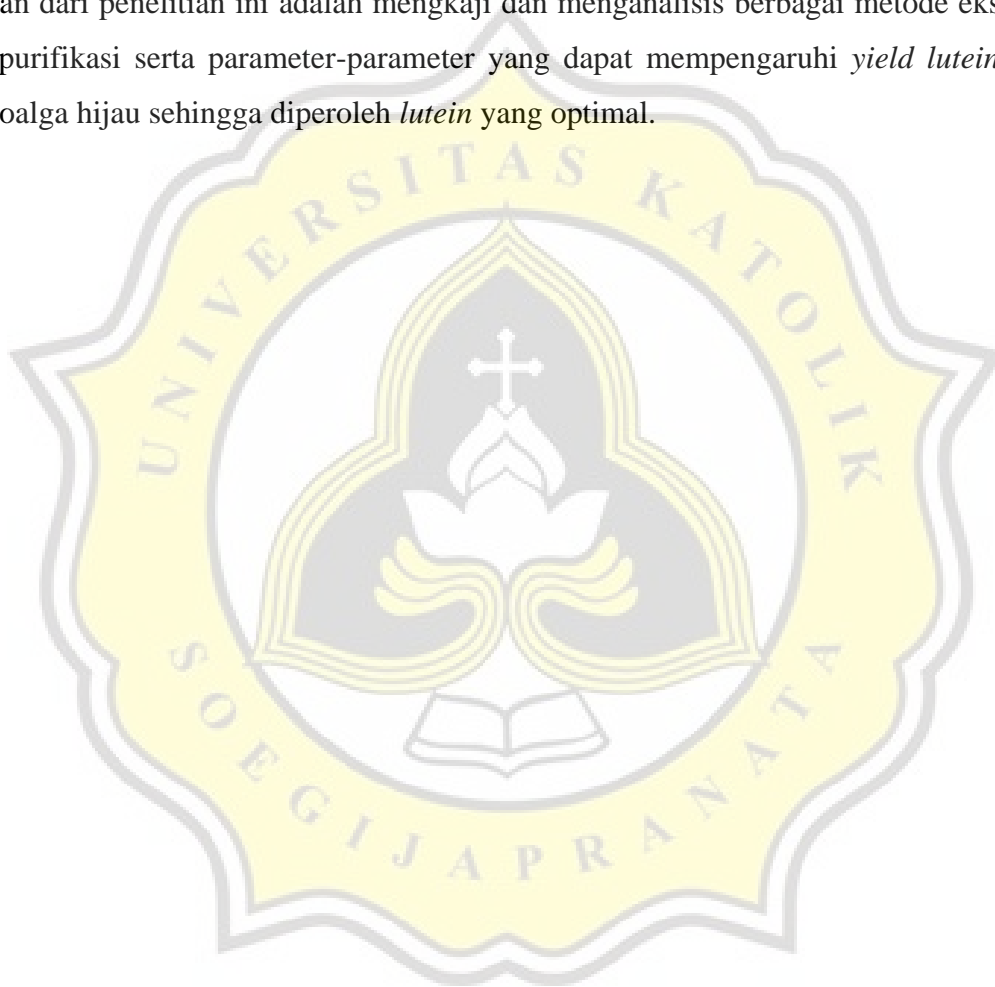 an dari penelitian ini adalah mengkaji dan menganalisis berbagai metode eks
purifikasi serta parameter-parameter yang dapat mempengaruhi yield lutein
oalga hijau sehingga diperoleh lutein yang optimal.
UNIVERSITAS KATOLIK
SOEGIJAPRANATA